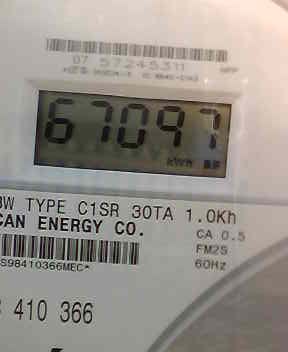 07 57245311
67097
kWh
3W TYPE C1SR 30TA 1.0Kh
CAN ENERGY CO.
CA 0.5
FM2S
60Hz
S98410366MEC*
410 366